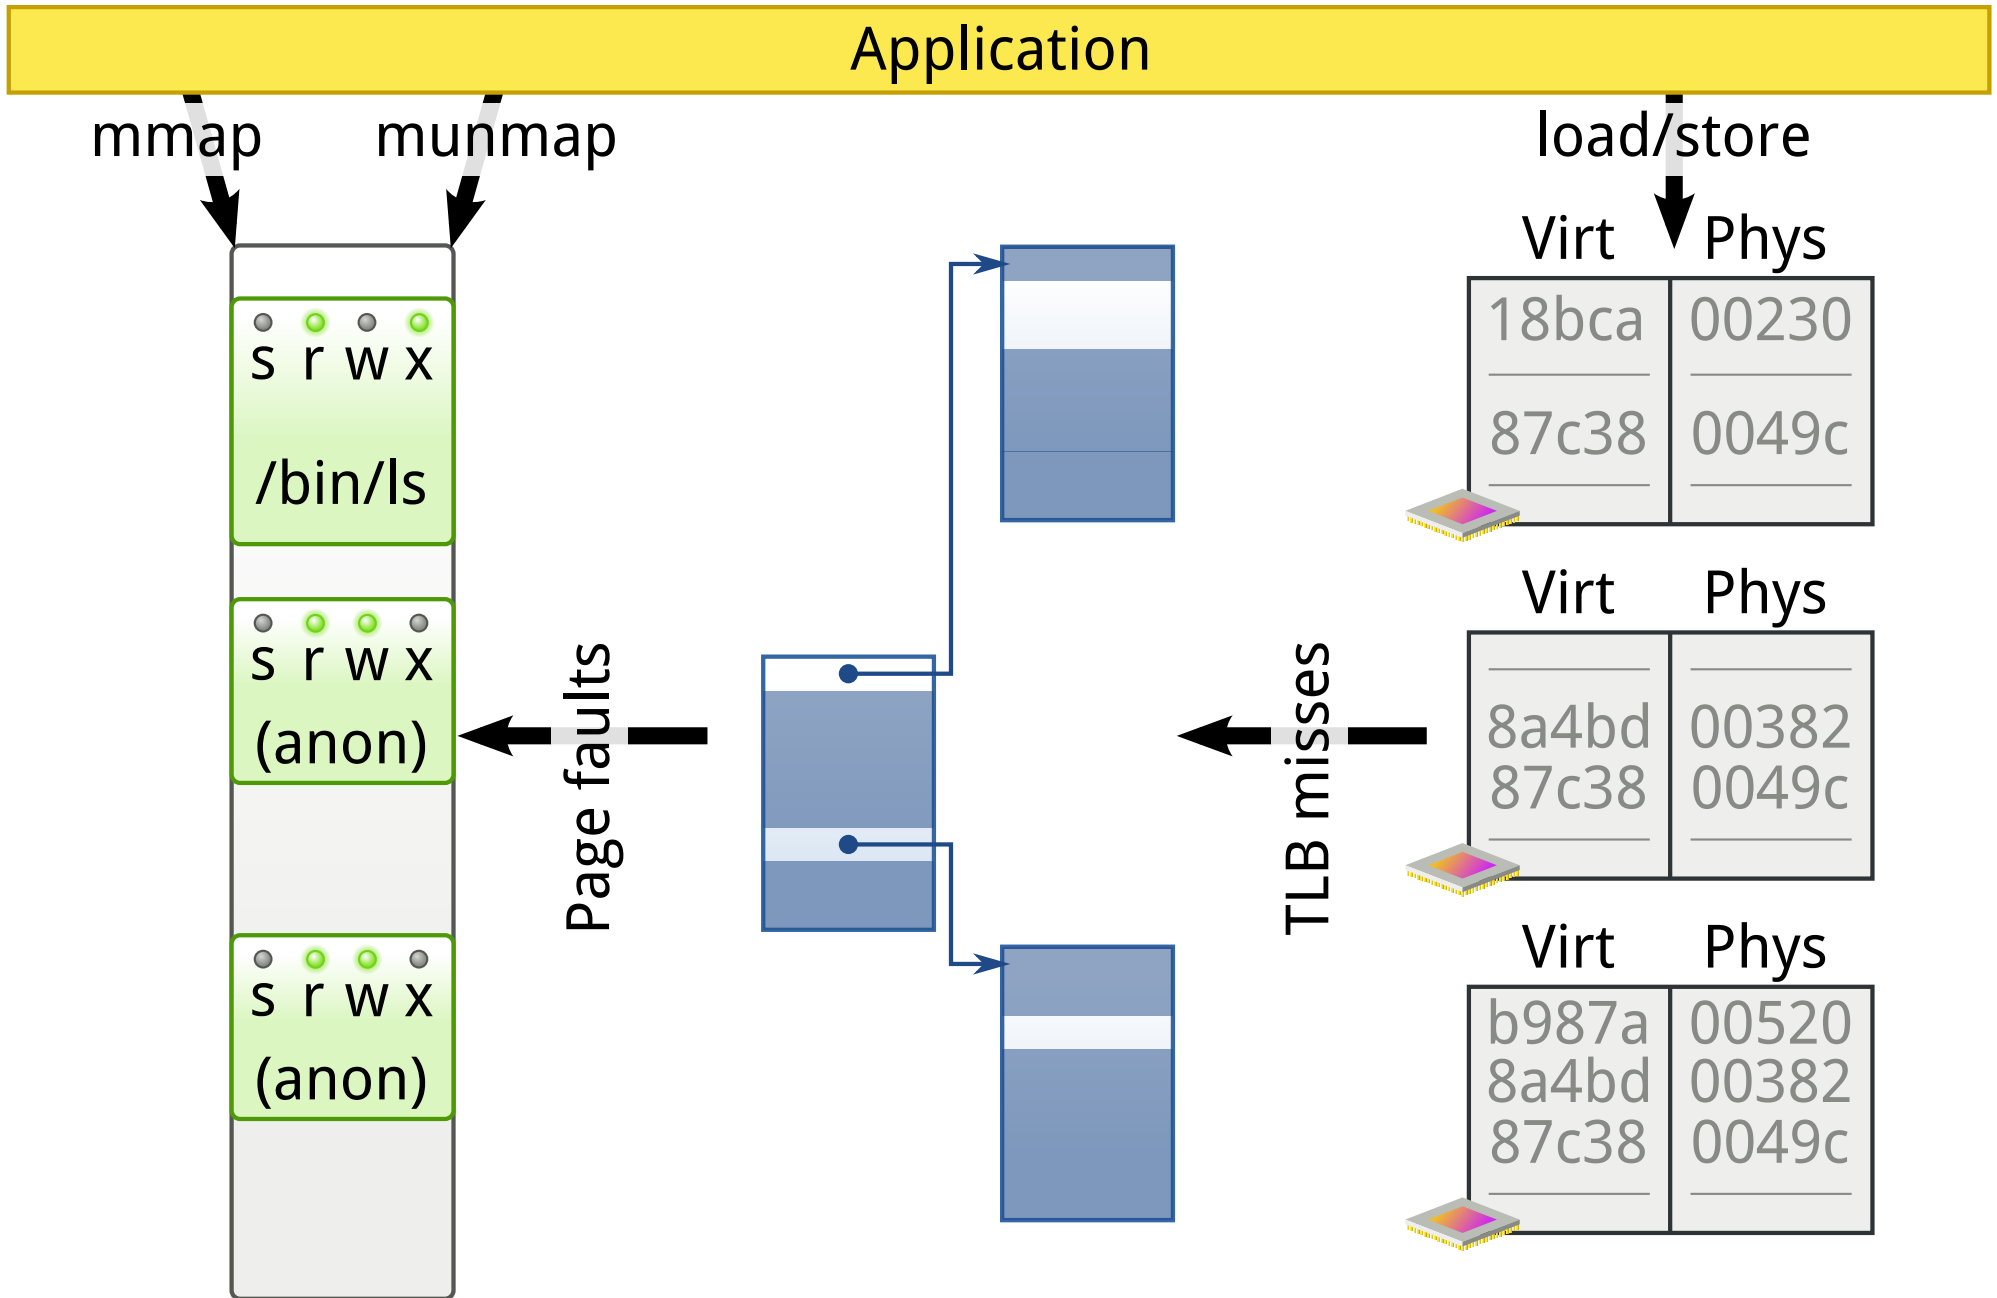 Application
mmap munmap load/store
s r w x
/bin/ls
s r w x
(anon)
s r w x
(anon)
Page faults
TLB misses
Virt Phys
18bca 00230
87c38 0049c
Virt Phys
8a4bd 00382
87c38 0049c
Virt Phys
b987a 00520
8a4bd 00382
87c38 0049c